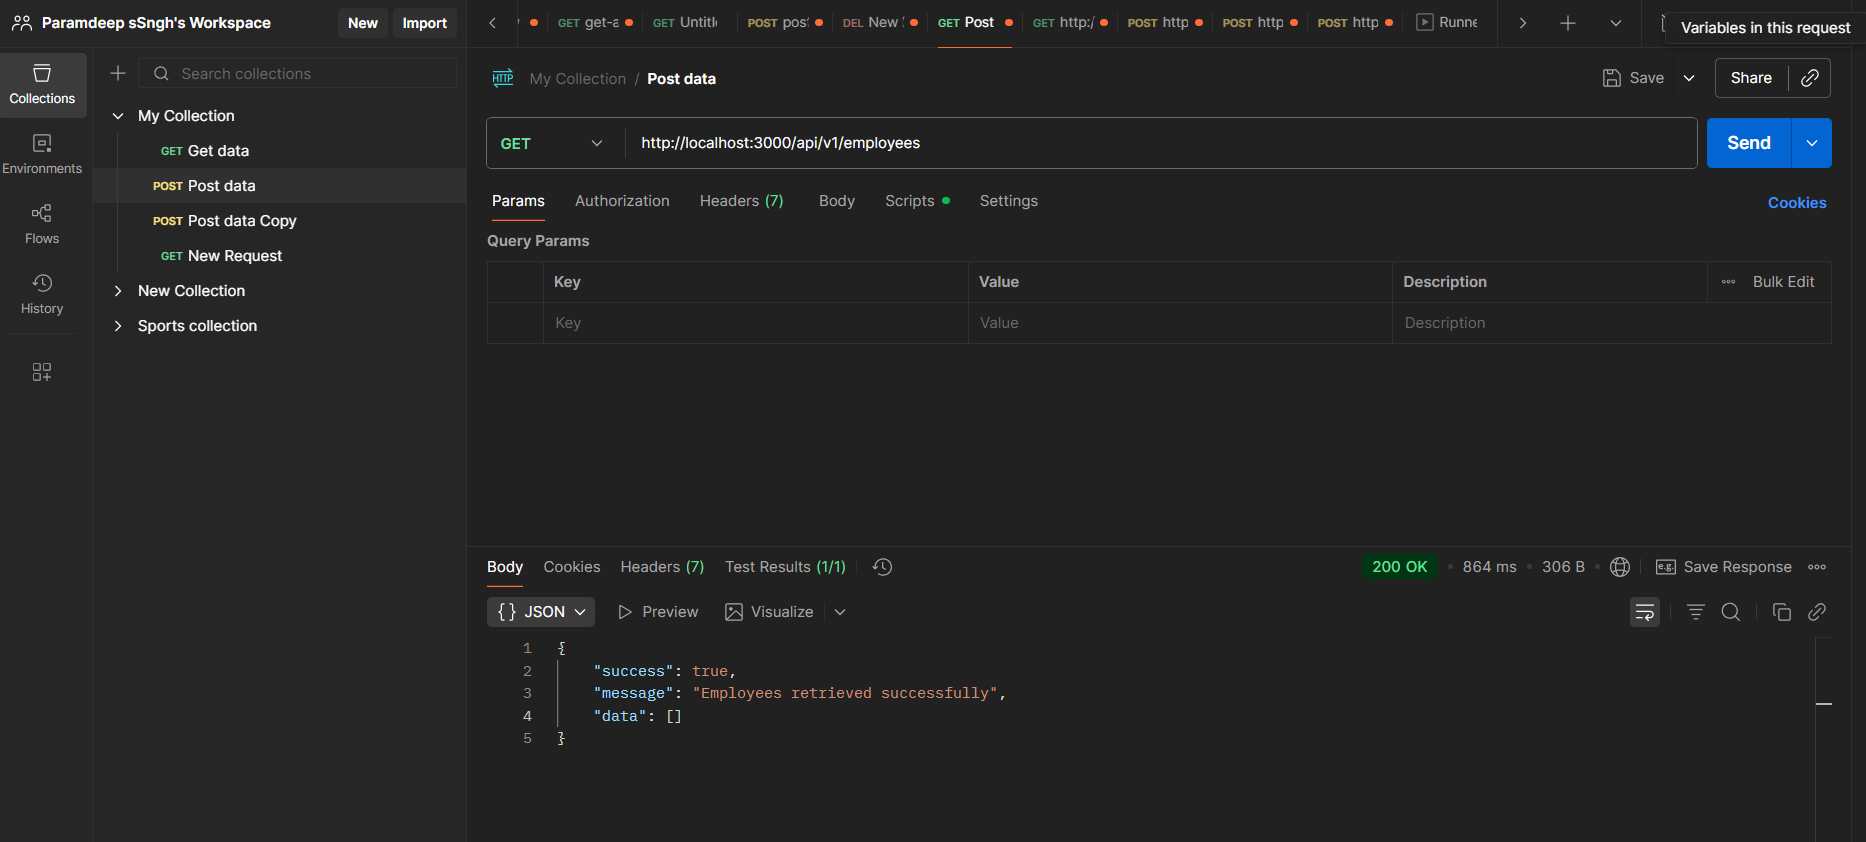 Paramdeep sSngh's Workspace
New
Import
GET get-a
GET Untitl
POST pos
DEL New
GET Post
GET http:/
POST http
POST http
POST http
Runne
Variables in this request
Collections
Environments
Flows
History
Search collections
My Collection
GET Get data
POST Post data
POST Post data Copy
GET New Request
New Collection
Sports collection
HTTP My Collection / Post data
Save
Share
GET http://localhost:3000/api/v1/employees
Send
Params Authorization Headers (7) Body Scripts Settings
Cookies
Query Params
Key Value Description Bulk Edit
Key Value Description
Body Cookies Headers (7) Test Results (1/1)
200 OK • 864 ms • 306 B
e.g. Save Response
{} JSON Preview Visualize
1 {
2 "success": true,
3 "message": "Employees retrieved successfully",
4 "data": []
5 }